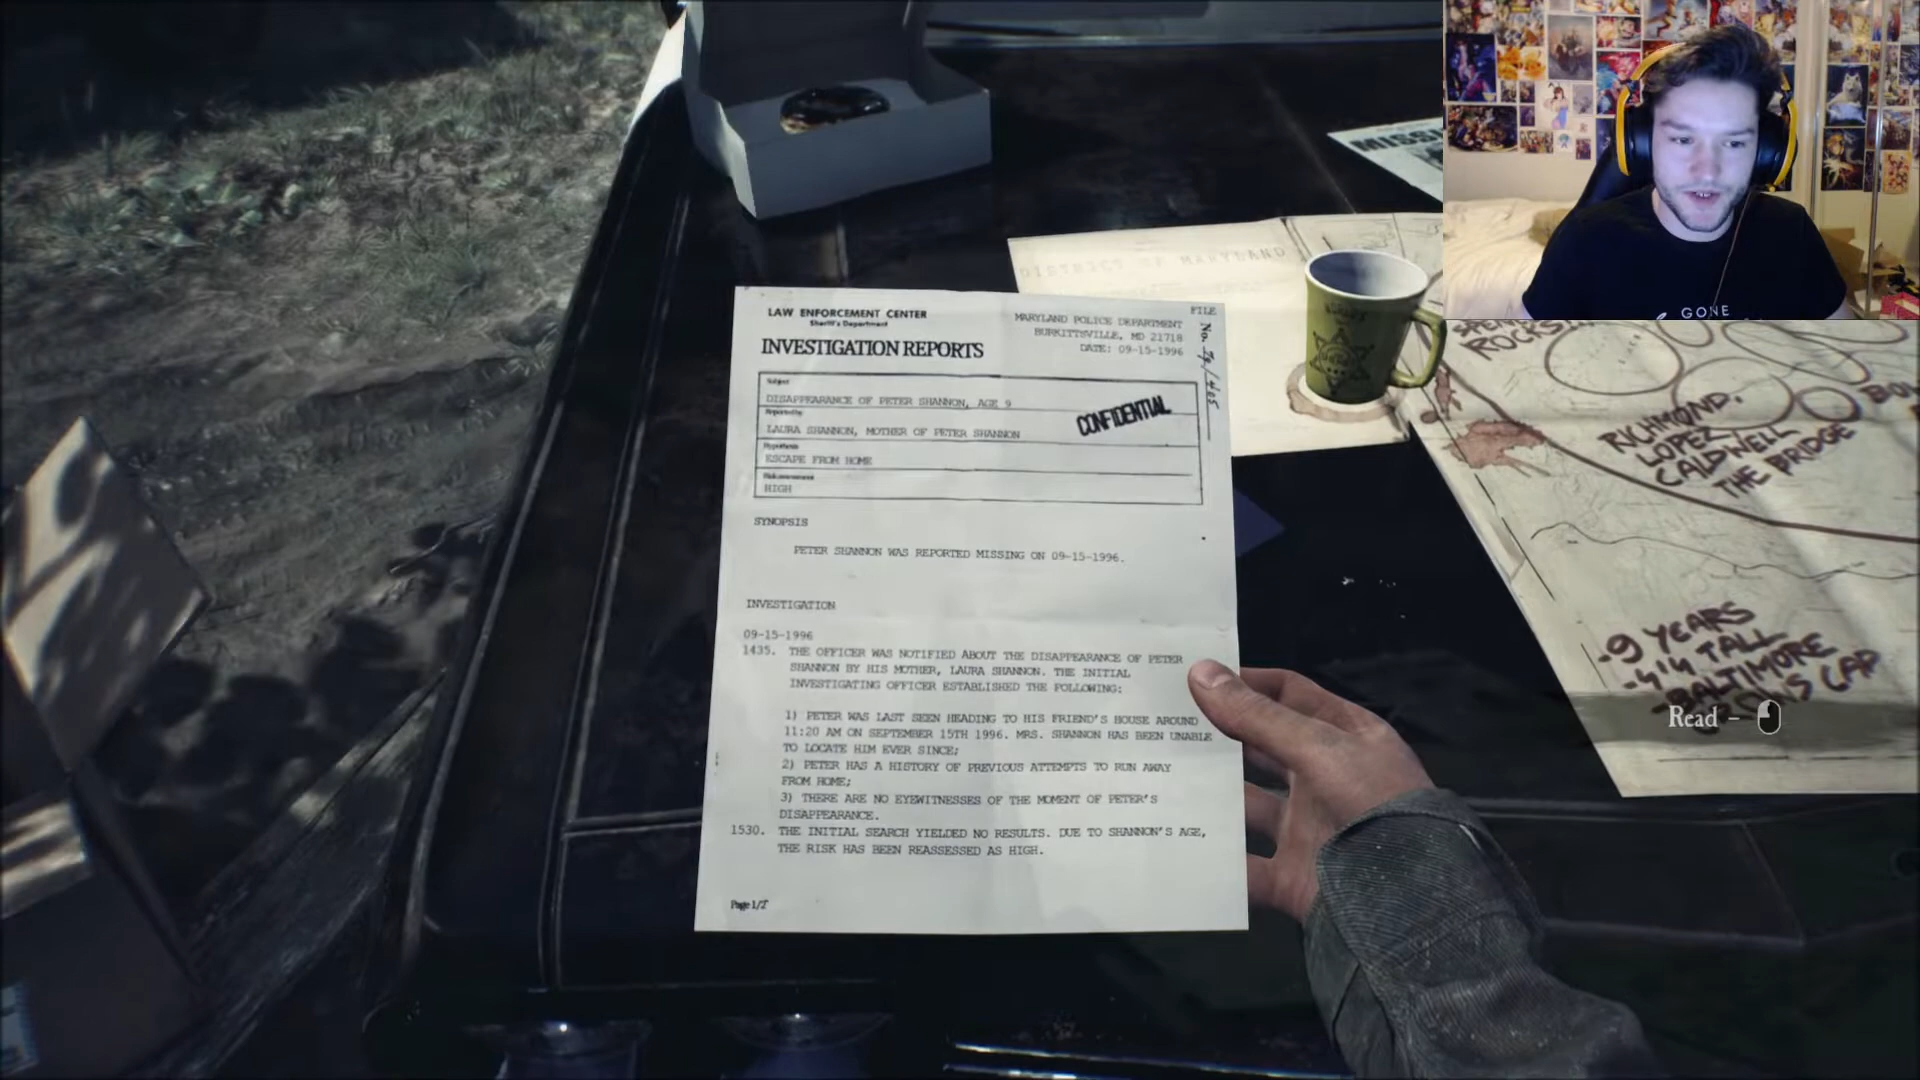 MISSI
DISTRICT OF MARYLAND
GONE
LAW ENFORCEMENT CENTER
Sheriff's Department
INVESTIGATION REPORTS
MARYLAND POLICE DEPARTMENT
BURKITTSVILLE, MD 21718
DATE: 09-15-1996
FILE
Subject
DISAPPEARANCE OF PETER SHANNON, AGE 9
Reported by
LAURA SHANNON, MOTHER OF PETER SHANNON
CONFIDENTIAL
Hypothesis
ESCAPE FROM HOME
Risk assessment
HIGH
SYNOPSIS
PETER SHANNON WAS REPORTED MISSING ON 09-15-1996.
INVESTIGATION
09-15-1996
1435. THE OFFICER WAS NOTIFIED ABOUT THE DISAPPEARANCE OF PETER
SHANNON BY HIS MOTHER, LAURA SHANNON. THE INITIAL
INVESTIGATING OFFICER ESTABLISHED THE FOLLOWING:
1) PETER WAS LAST SEEN HEADING TO HIS FRIEND'S HOUSE AROUND
11:20 AM ON SEPTEMBER 15TH 1996. MRS. SHANNON HAS BEEN UNABLE
TO LOCATE HIM EVER SINCE;
2) PETER HAS A HISTORY OF PREVIOUS ATTEMPTS TO RUN AWAY
FROM HOME;
3) THERE ARE NO EYEWITNESSES OF THE MOMENT OF PETER'S
DISAPPEARANCE.
1530. THE INITIAL SEARCH YIELDED NO RESULTS. DUE TO SHANNON'S AGE,
THE RISK HAS BEEN REASSESSED AS HIGH.
Page 1/2
RICHMOND,
LOPEZ,
CALDWELL
THE BRIDGE
-9 YEARS
-4'4 TALL
-BALTIMORE
CAP
Read -